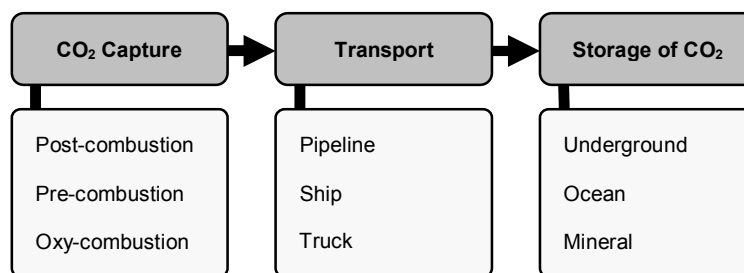 CO₂ Capture
Transport
Storage of CO₂
Post-combustion
Pre-combustion
Oxy-combustion
Pipeline
Ship
Truck
Underground
Ocean
Mineral